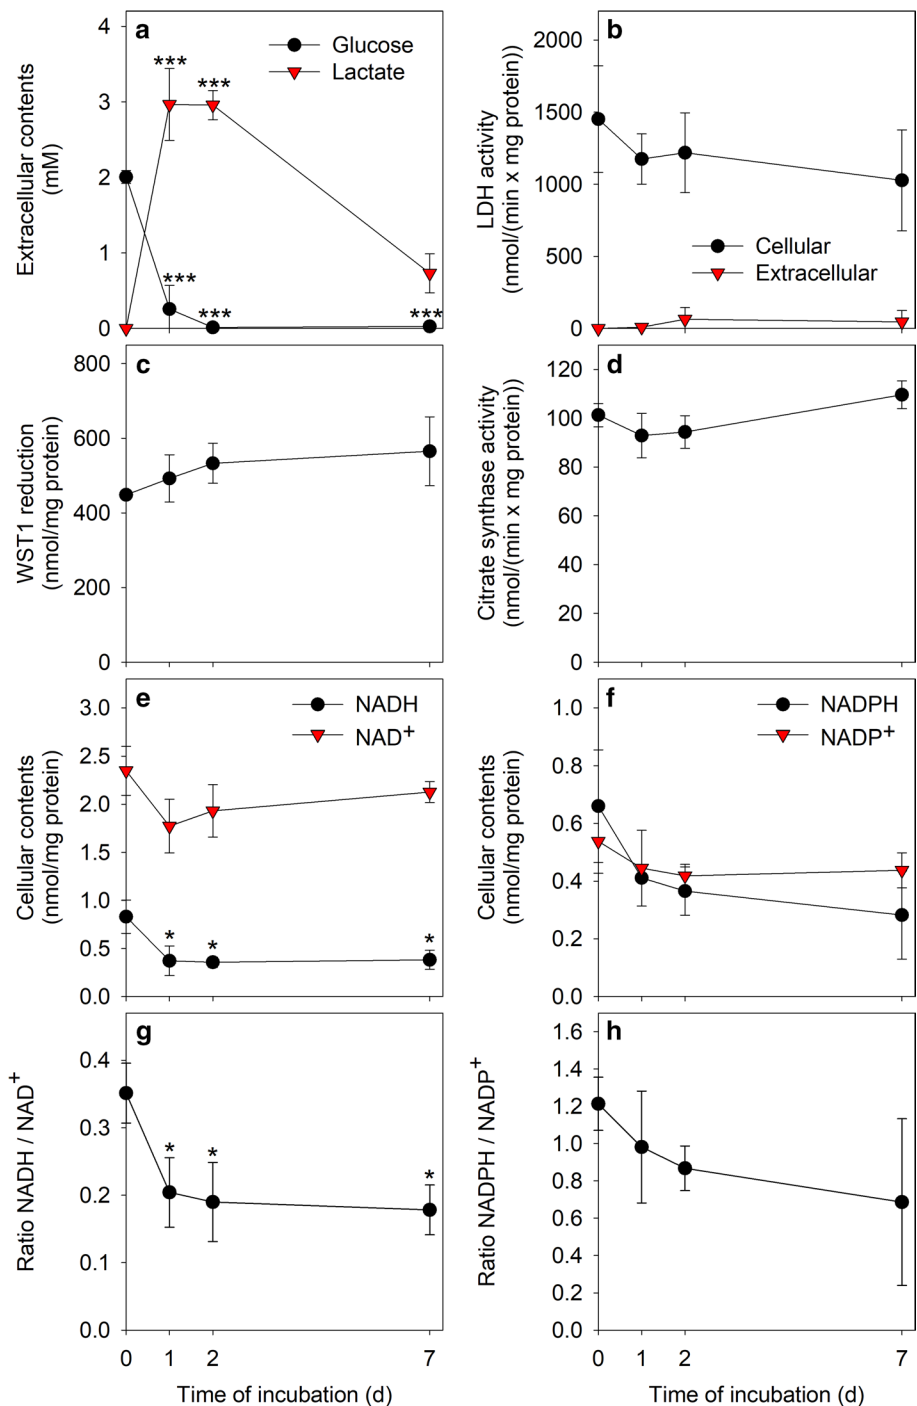 a
Glucose
Lactate
***
***
***
***
***
4
3
2
1
0
Extracellular contents
(mM)
b
Cellular
Extracellular
2000
1500
1000
500
0
LDH activity
(nmol/(min x mg protein))
c
800
600
400
200
0
WST1 reduction
(nmol/mg protein)
d
120
100
80
60
40
20
0
Citrate synthase activity
(nmol/(min x mg protein))
e
NADH
NAD+
*
*
*
3.0
2.5
2.0
1.5
1.0
0.5
0.0
Cellular contents
(nmol/mg protein)
f
NADPH
NADP+
1.0
0.8
0.6
0.4
0.2
0.0
Cellular contents
(nmol/mg protein)
g
*
*
*
0.4
0.3
0.2
0.1
0.0
Ratio NADH / NAD+
0 1 2 7
Time of incubation (d)
h
1.6
1.4
1.2
1.0
0.8
0.6
0.4
0.2
0.0
Ratio NADPH / NADP+
0 1 2 7
Time of incubation (d)